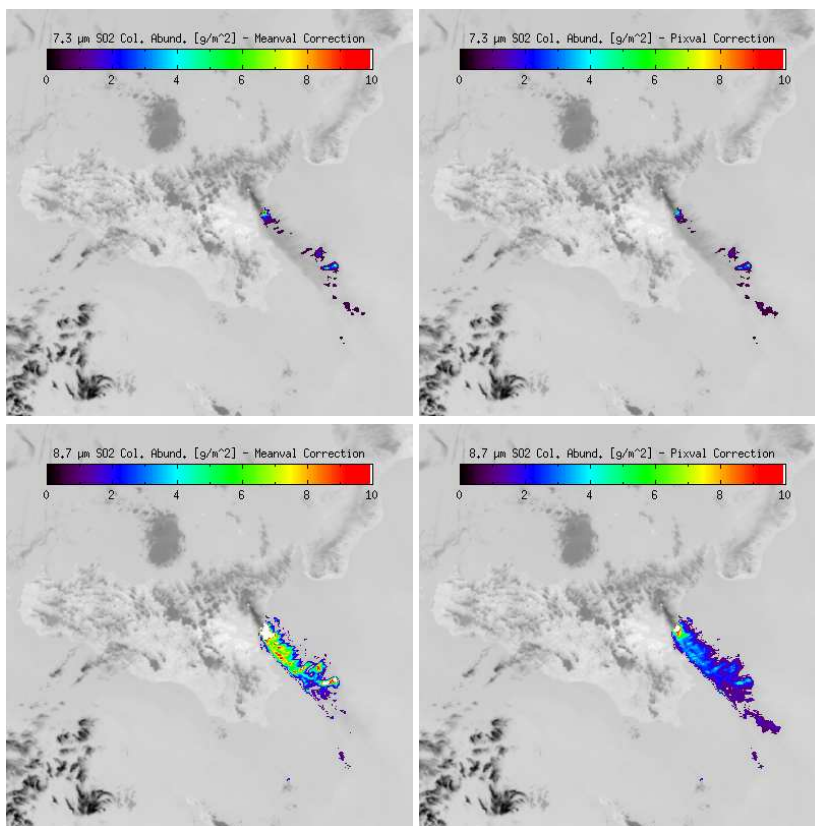 7.3 µm SO2 Col. Abund. [g/m^2] - Meanval Correction
0 2 4 6 8 10
7.3 µm SO2 Col. Abund. [g/m^2] - Pixval Correction
0 2 4 6 8 10
8.7 µm SO2 Col. Abund. [g/m^2] - Meanval Correction
0 2 4 6 8 10
8.7 µm SO2 Col. Abund. [g/m^2] - Pixval Correction
0 2 4 6 8 10